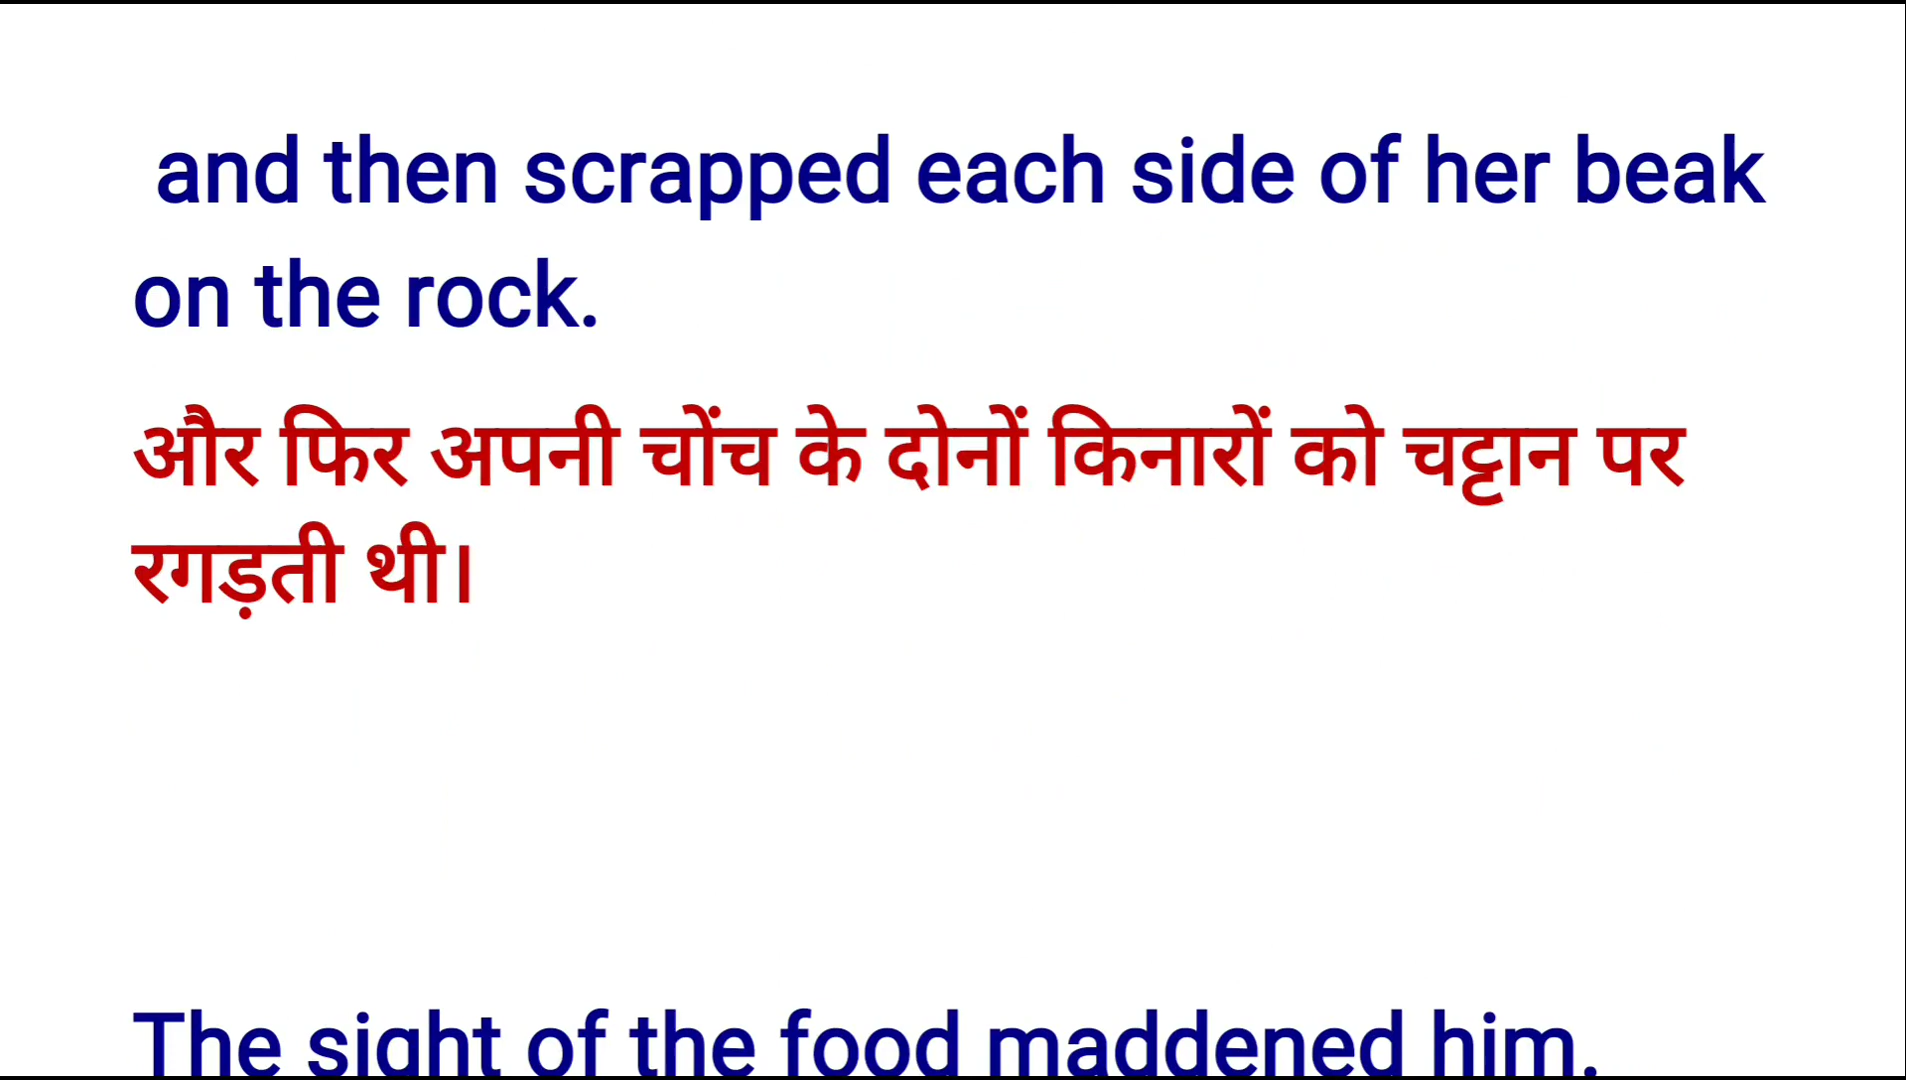 and then scrapped each side of her beak
on the rock.
और फिर अपनी चोंच के दोनों किनारों को चट्टान पर
रगड़ती थी।
The sight of the food maddened him.